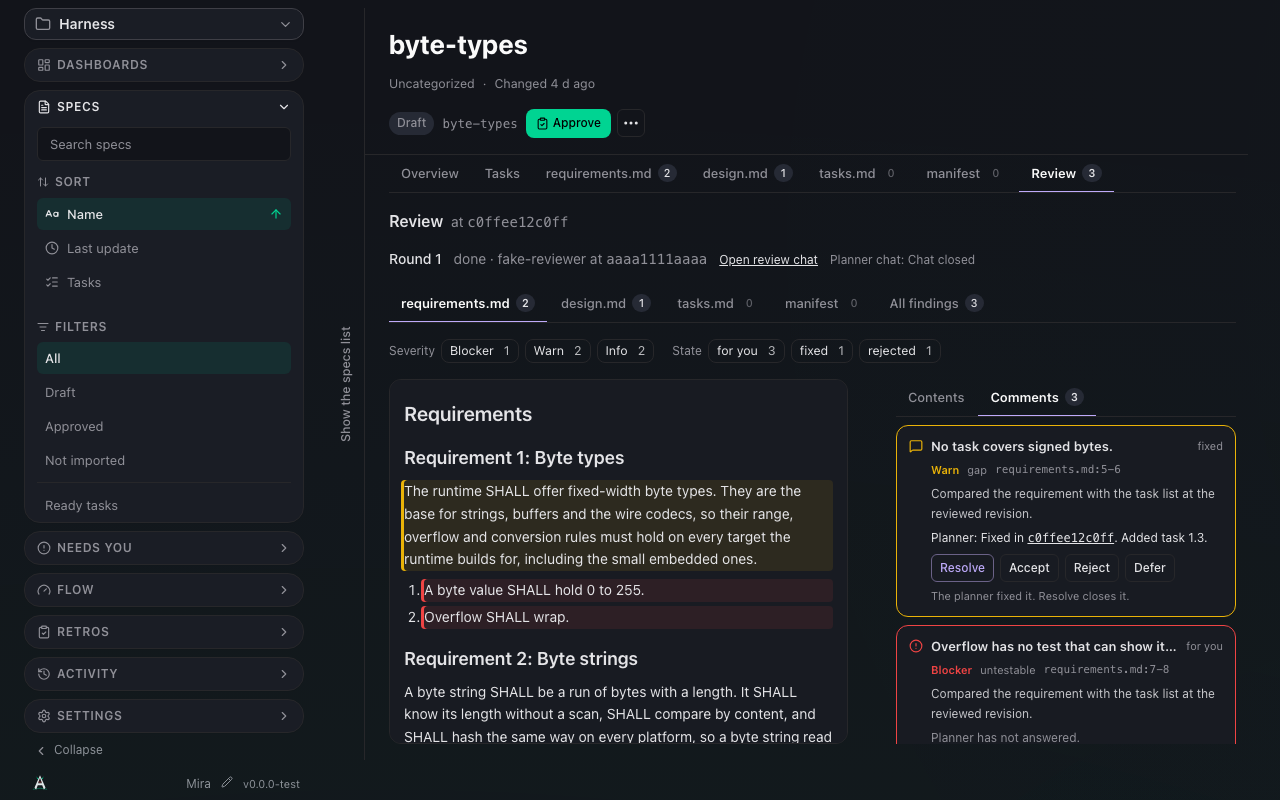 Harness
DASHBOARDS
SPECS
Search specs
SORT
Aa Name
Last update
Tasks
FILTERS
All
Draft
Approved
Not imported
Ready tasks
NEEDS YOU
FLOW
RETROS
ACTIVITY
SETTINGS
Collapse
A Mira v0.0.0-test
Show the specs list
byte-types
Uncategorized · Changed 4 d ago
Draft byte-types Approve
Overview Tasks requirements.md 2 design.md 1 tasks.md 0 manifest 0 Review 3
Review at c0ffee12c0ff
Round 1 done · fake-reviewer at aaaa1111aaaa Open review chat Planner chat: Chat closed
requirements.md 2 design.md 1 tasks.md 0 manifest 0 All findings 3
Severity Blocker 1 Warn 2 Info 2 State for you 3 fixed 1 rejected 1
Requirements
Requirement 1: Byte types
The runtime SHALL offer fixed-width byte types. They are the
base for strings, buffers and the wire codecs, so their range,
overflow and conversion rules must hold on every target the
runtime builds for, including the small embedded ones.
1. A byte value SHALL hold 0 to 255.
2. Overflow SHALL wrap.
Requirement 2: Byte strings
A byte string SHALL be a run of bytes with a length. It SHALL
know its length without a scan, SHALL compare by content, and
SHALL hash the same way on every platform, so a byte string read
Contents Comments 3
No task covers signed bytes. fixed
Warn gap requirements.md:5-6
Compared the requirement with the task list at the
reviewed revision.
Planner: Fixed in c0ffee12c0ff. Added task 1.3.
Resolve Accept Reject Defer
The planner fixed it. Resolve closes it.
Overflow has no test that can show it... for you
Blocker untestable requirements.md:7-8
Compared the requirement with the task list at the
reviewed revision.
Planner has not answered.